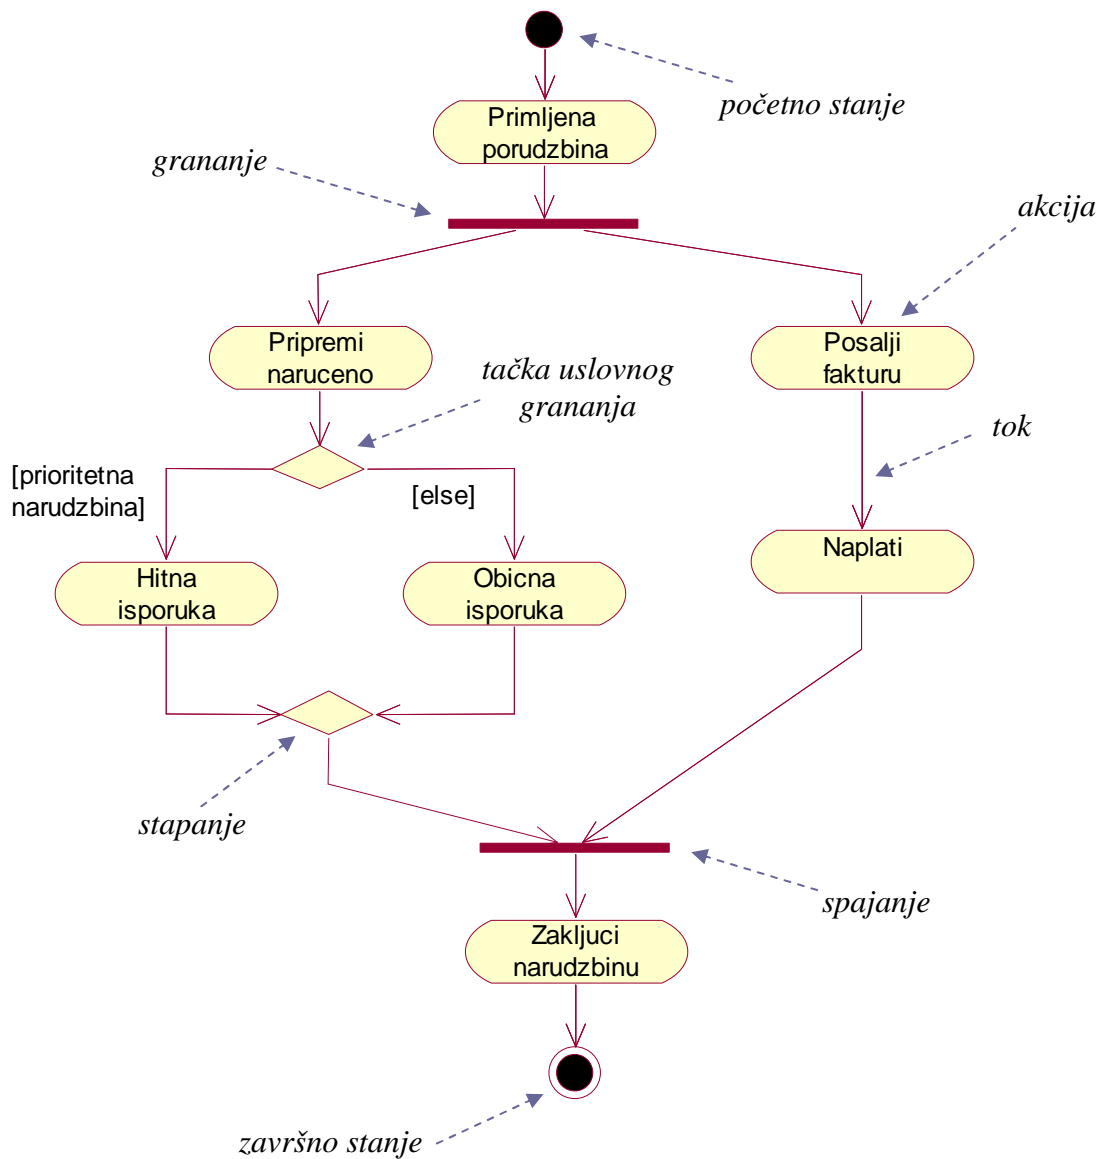 početno stanje
Primljena
porudzbina
grananje
akcija
Pripremi
naruceno
Posalji
fakturu
tačka uslovnog
grananja
tok
[prioritetna
narudzbina]
[else]
Naplati
Hitna
isporuka
Obicna
isporuka
stapanje
spajanje
Zakljuci
narudzbinu
završno stanje